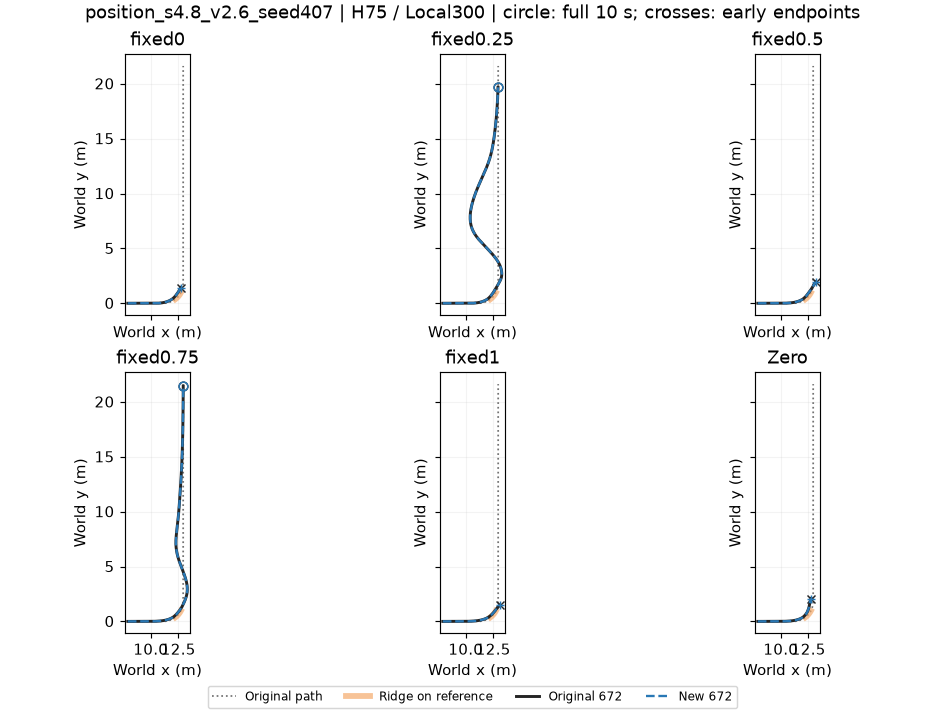 position_s4.8_v2.6_seed407 | H75 / Local300 | circle: full 10 s; crosses: early endpoints
fixed0
fixed0.25
fixed0.5
World y (m)
20
15
10
5
0
World x (m)
World y (m)
World x (m)
World y (m)
World x (m)
fixed0.75
fixed1
Zero
World y (m)
20
15
10
5
0
10.0 12.5
World x (m)
World y (m)
10.0 12.5
World x (m)
World y (m)
10.0 12.5
World x (m)
Original path
Ridge on reference
Original 672
New 672